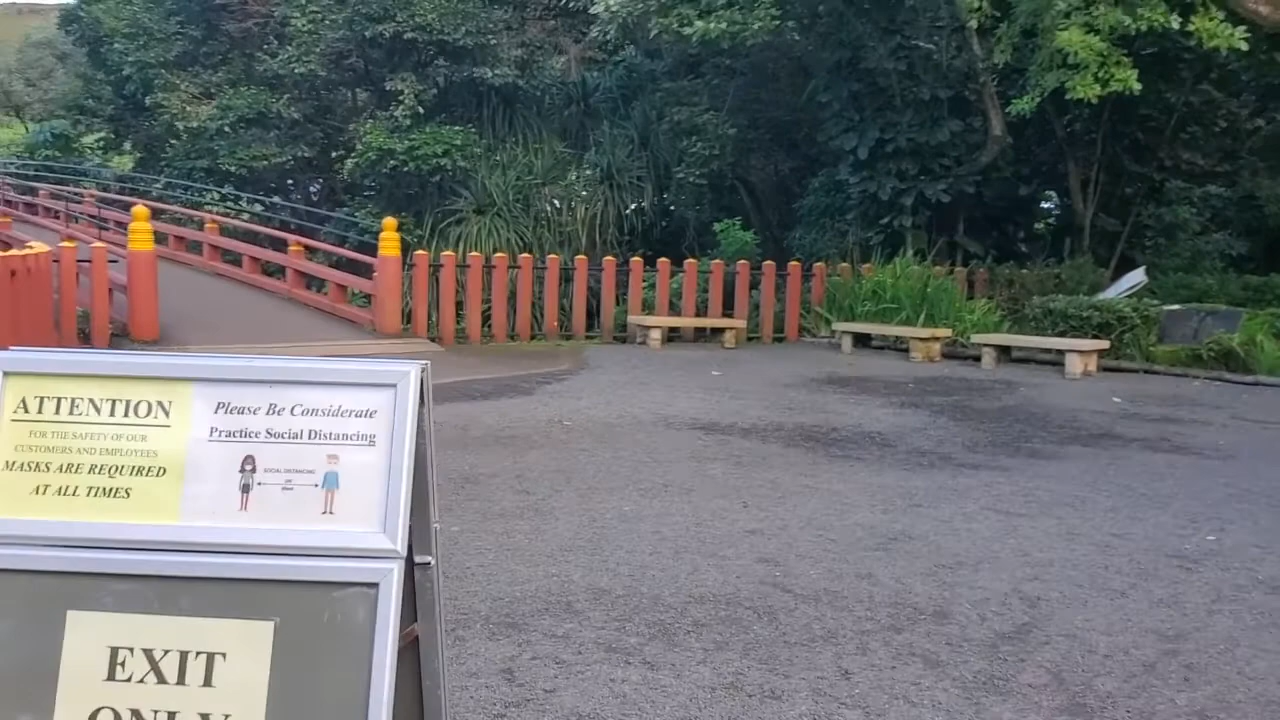 ATTENTION
FOR THE SAFETY OF OUR
CUSTOMERS AND EMPLOYEES
MASKS ARE REQUIRED
AT ALL TIMES
Please Be Considerate
Practice Social Distancing
SOCIAL DISTANCING
EXIT
ONLY